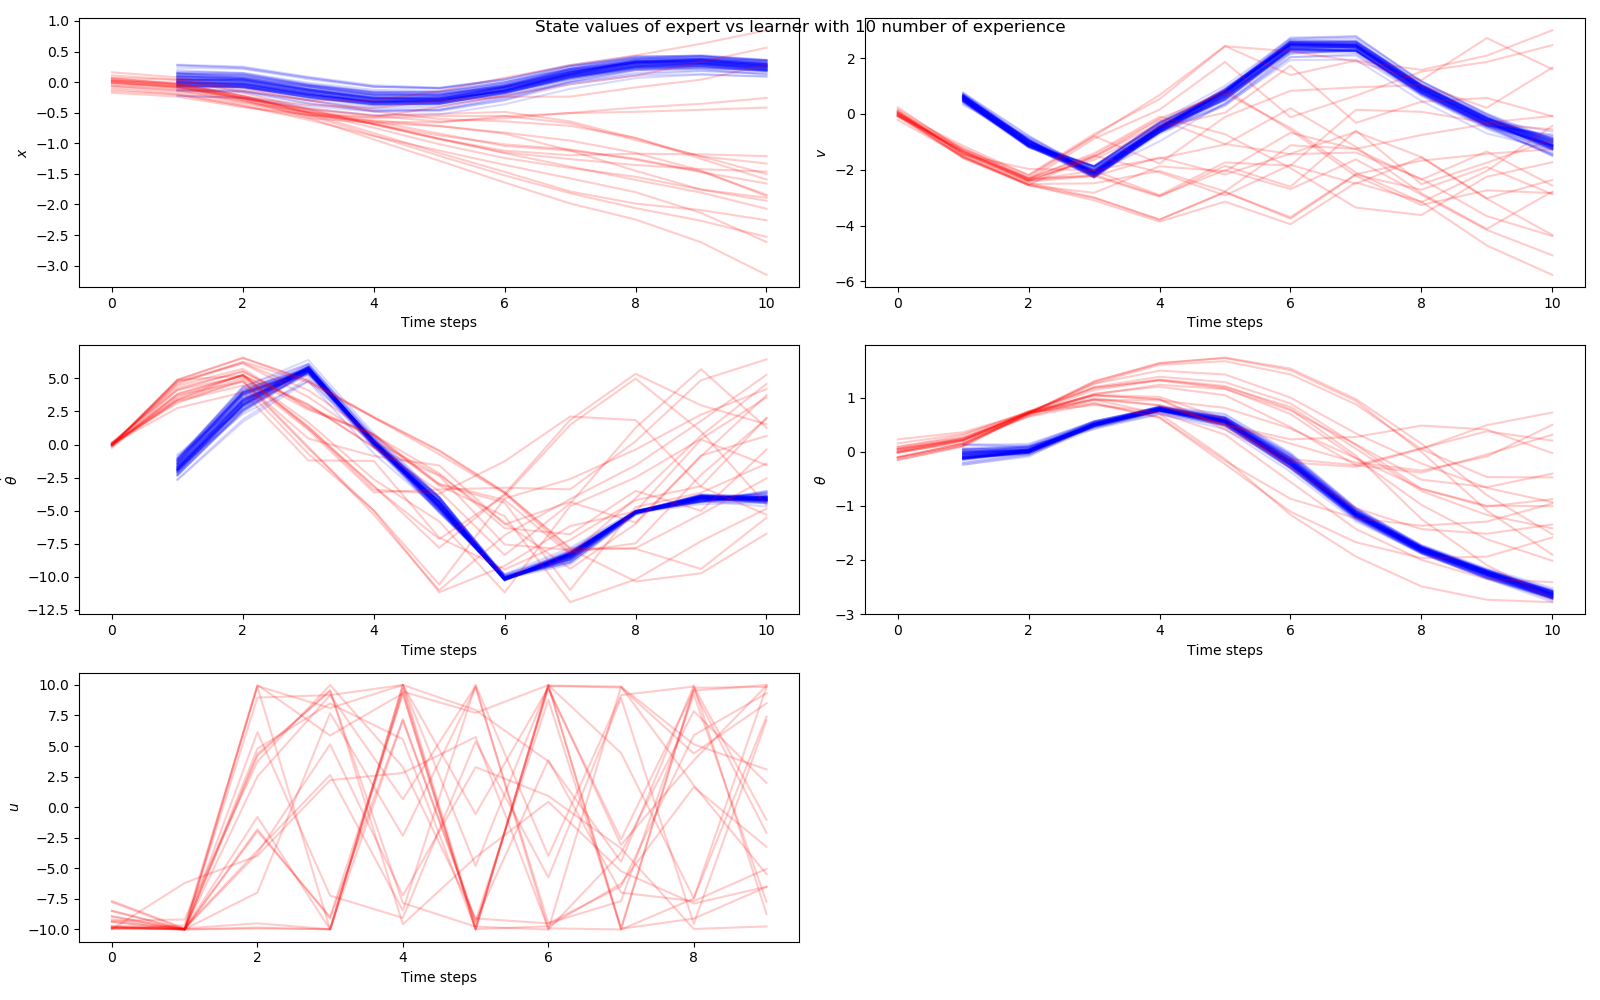 State values of expert vs learner with 10 number of experience
1.0
0.5
0.0
−0.5
−1.0
−1.5
−2.0
−2.5
−3.0
x
0 2 4 6 8 10
Time steps
2
0
−2
−4
−6
v
0 2 4 6 8 10
Time steps
5.0
2.5
0.0
−2.5
−5.0
−7.5
−10.0
−12.5
θ̇
0 2 4 6 8 10
Time steps
1
0
−1
−2
−3
θ
0 2 4 6 8 10
Time steps
10.0
7.5
5.0
2.5
0.0
−2.5
−5.0
−7.5
−10.0
u
0 2 4 6 8
Time steps